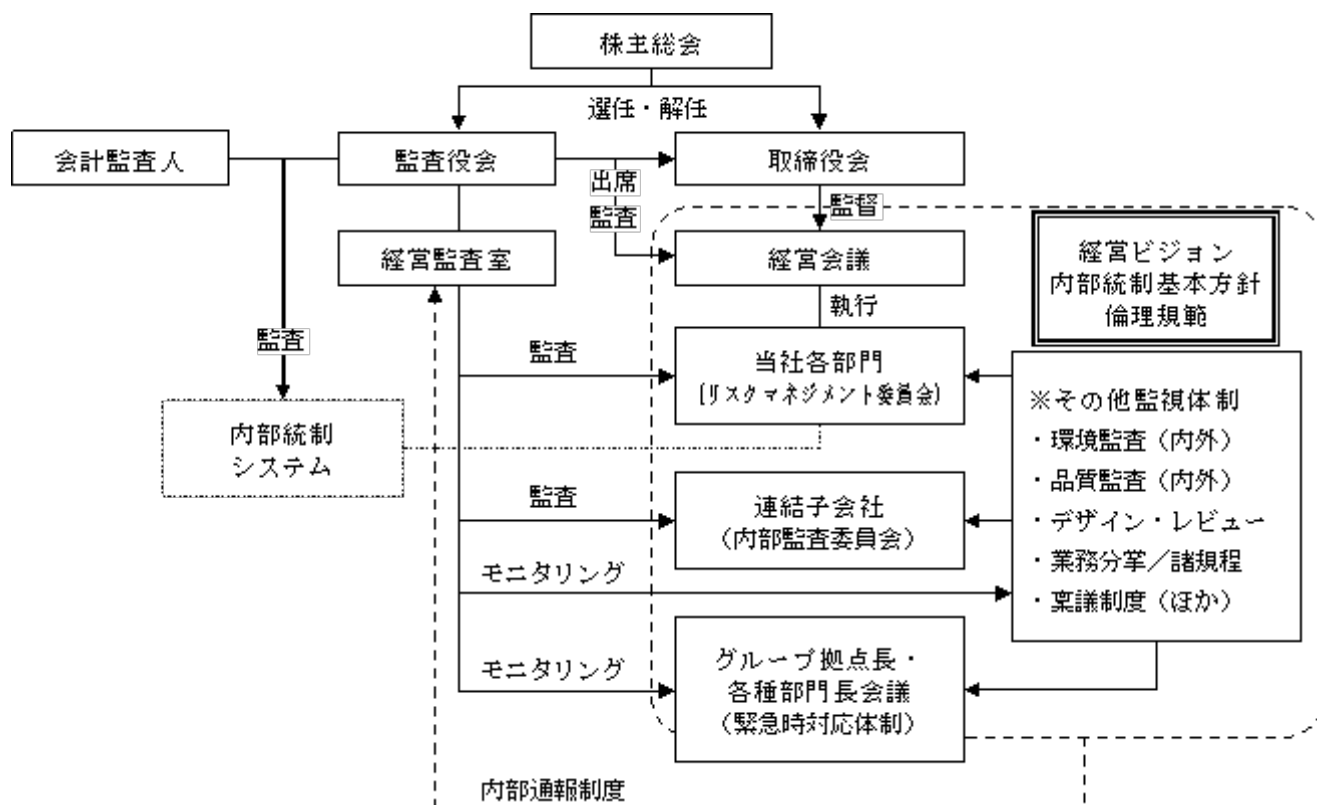 株主総会
選任・解任
会計監査人
監査役会
取締役会
出席
監査
監督
経営監査室
経営会議
経営ビジョン
内部統制基本方針
倫理規範
執行
監査
監査
当社各部門
(リスクマネジメント委員会)
※その他監視体制
・環境監査（内外）
・品質監査（内外）
・デザイン・レビュー
・業務分掌／諸規程
・稟議制度（ほか）
内部統制
システム
監査
連結子会社
（内部監査委員会）
モニタリング
モニタリング
グループ拠点長・
各種部門長会議
（緊急時対応体制）
内部通報制度